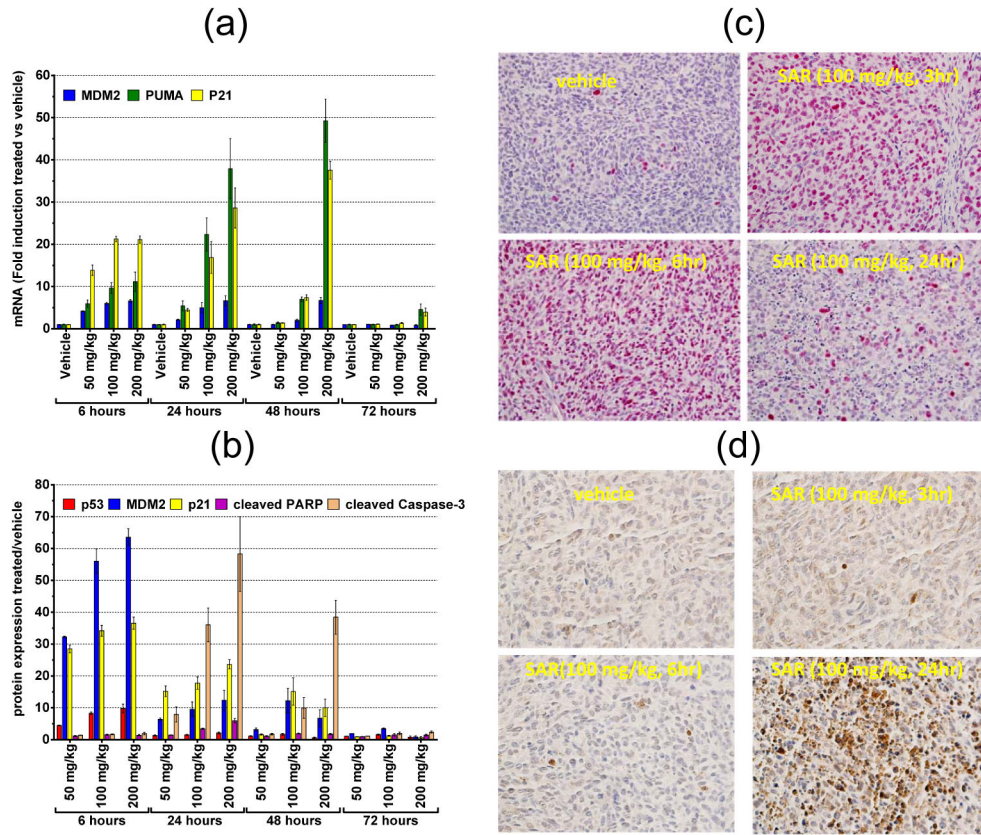 (a)
mRNA (Fold induction treated vs vehicle)
60
50
40
30
20
10
0
MDM2 PUMA P21
Vehicle 50 mg/kg 100 mg/kg 200 mg/kg Vehicle 50 mg/kg 100 mg/kg 200 mg/kg Vehicle 50 mg/kg 100 mg/kg 200 mg/kg Vehicle 50 mg/kg 100 mg/kg 200 mg/kg
6 hours 24 hours 48 hours 72 hours
(b)
protein expression treated/vehicle
80
70
60
50
40
30
20
10
0
p53 MDM2 p21 cleaved PARP cleaved Caspase-3
50 mg/kg 100 mg/kg 200 mg/kg 50 mg/kg 100 mg/kg 200 mg/kg 50 mg/kg 100 mg/kg 200 mg/kg 50 mg/kg 100 mg/kg 200 mg/kg
6 hours 24 hours 48 hours 72 hours
(c)
vehicle
SAR (100 mg/kg, 3hr)
SAR (100 mg/kg, 6hr)
SAR (100 mg/kg, 24hr)
(d)
vehicle
SAR (100 mg/kg, 3hr)
SAR(100 mg/kg, 6hr)
SAR (100 mg/kg, 24hr)